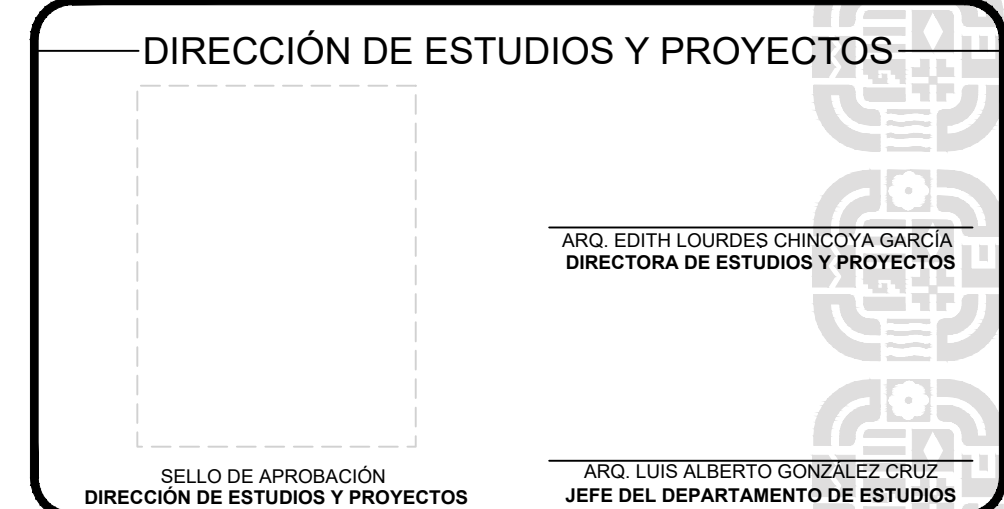 DIRECCIÓN DE ESTUDIOS Y PROYECTOS
ARQ. EDITH LOURDES CHINCOYA GARCÍA
DIRECTORA DE ESTUDIOS Y PROYECTOS
SELLO DE APROBACIÓN
DIRECCIÓN DE ESTUDIOS Y PROYECTOS
ARQ. LUIS ALBERTO GONZÁLEZ CRUZ
JEFE DEL DEPARTAMENTO DE ESTUDIOS